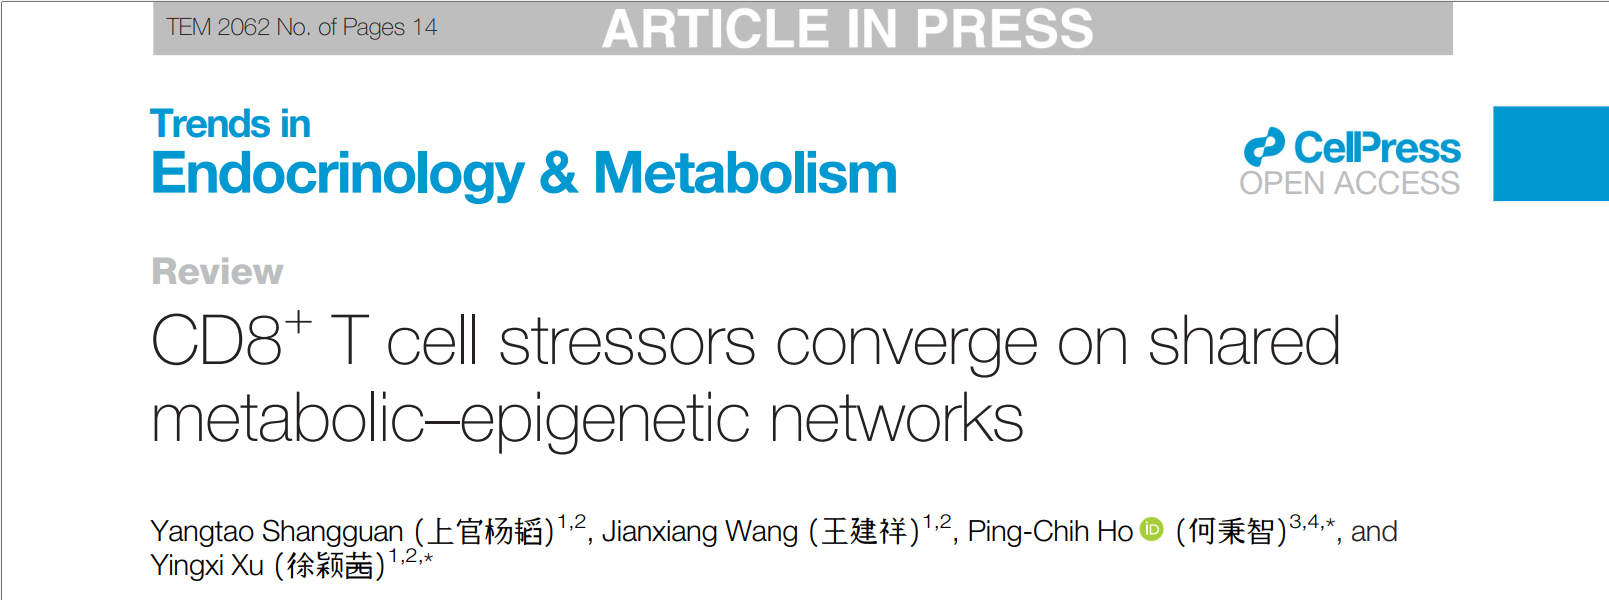 TEM 2062 No. of Pages 14
ARTICLE IN PRESS
Trends in
Endocrinology & Metabolism
CellPress
OPEN ACCESS
Review
CD8+ T cell stressors converge on shared
metabolic–epigenetic networks
Yangtao Shangguan (上官杨韬)1,2, Jianxiang Wang (王建祥)1,2, Ping-Chih Ho iD (何秉智)3,4,*, and
Yingxi Xu (徐颖茜)1,2,*